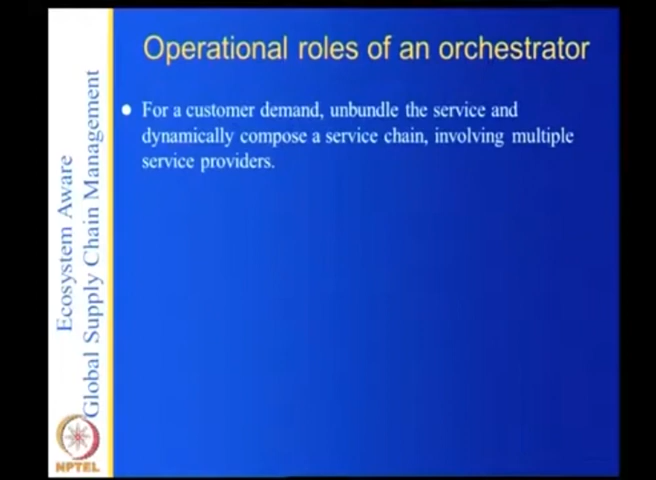 Operational roles of an orchestrator
For a customer demand, unbundle the service and
dynamically compose a service chain, involving multiple
service providers.
Ecosystem Aware
Global Supply Chain Management
NPTEL